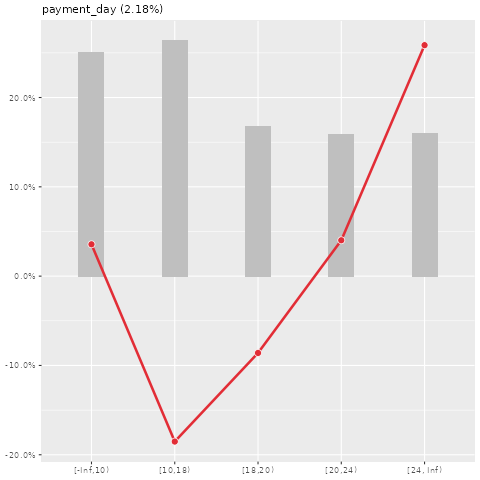 payment_day (2.18%)
20.0%
10.0%
0.0%
-10.0%
-20.0%
[-Inf,10)
[10,18)
[18,20)
[20,24)
[24, Inf)